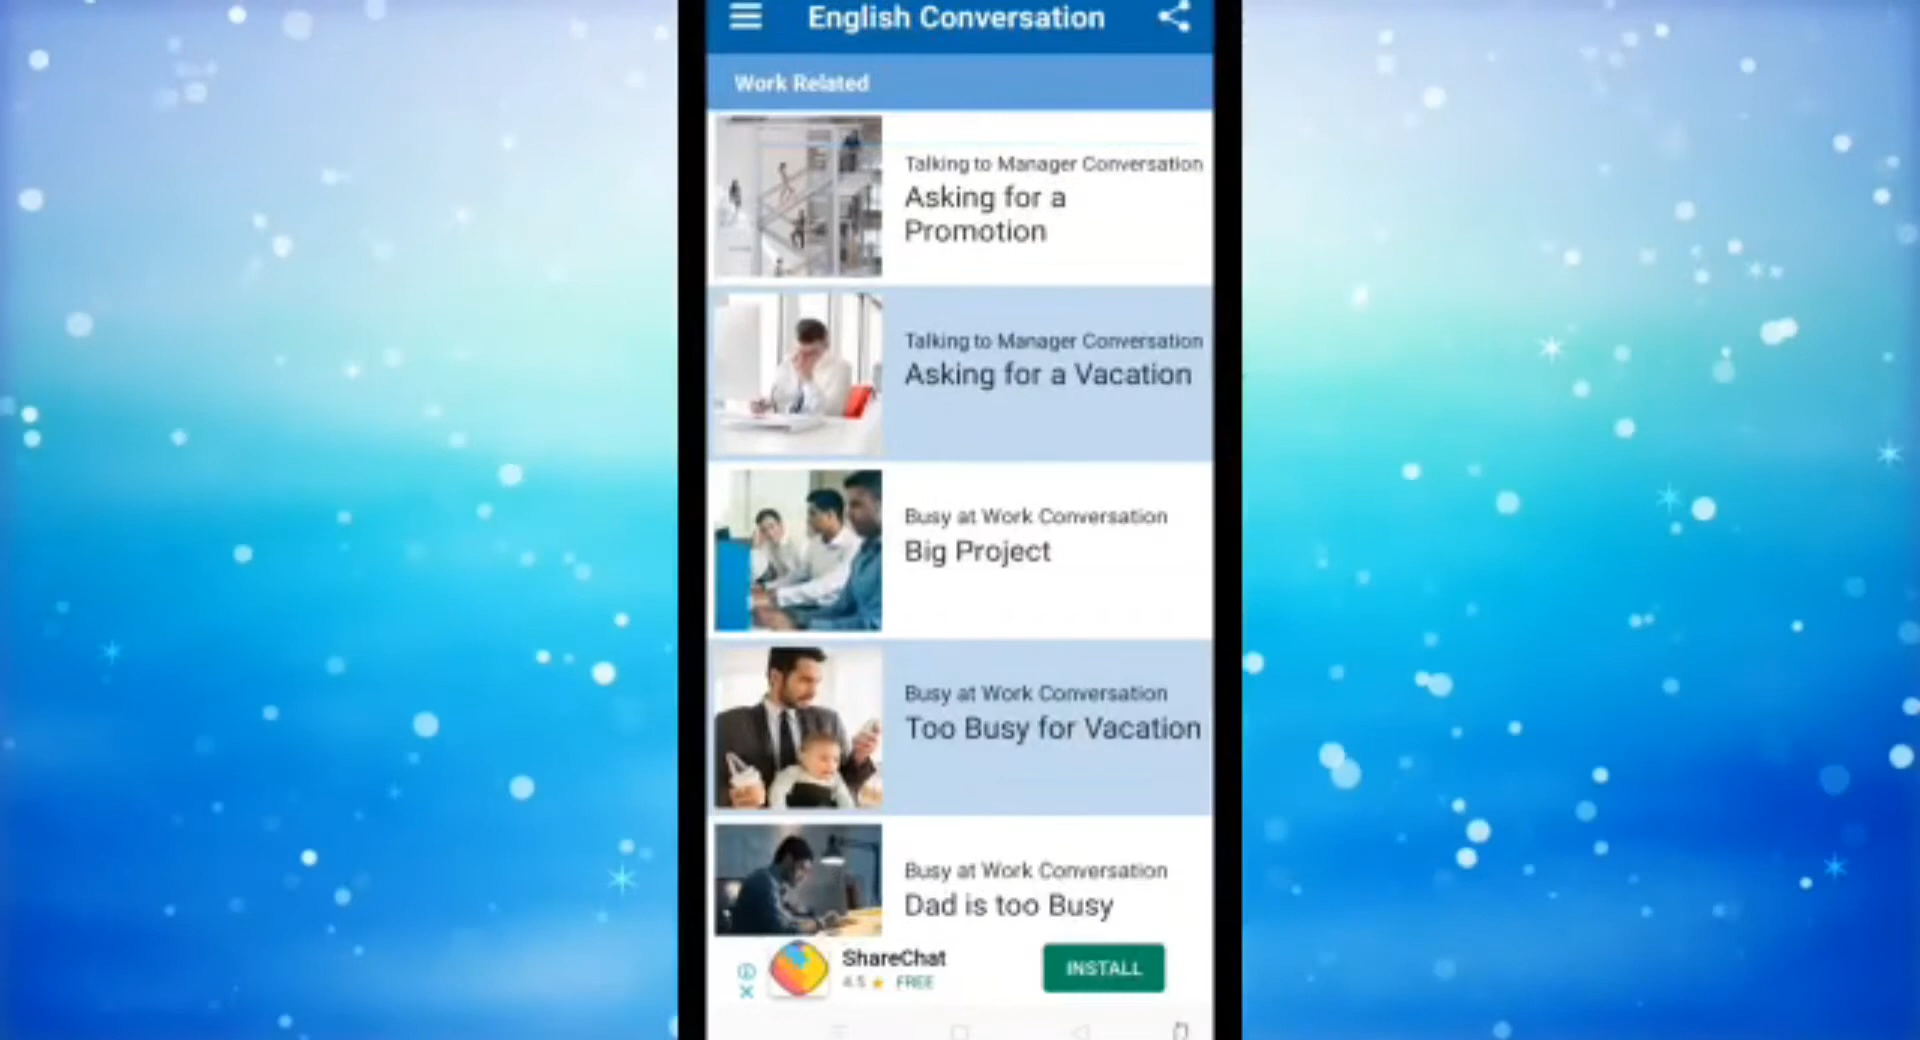 English Conversation
Work Related
Talking to Manager Conversation
Asking for a
Promotion
Talking to Manager Conversation
Asking for a Vacation
Busy at Work Conversation
Big Project
Busy at Work Conversation
Too Busy for Vacation
Busy at Work Conversation
Dad is too Busy
ShareChat
4.5 ★ FREE
INSTALL